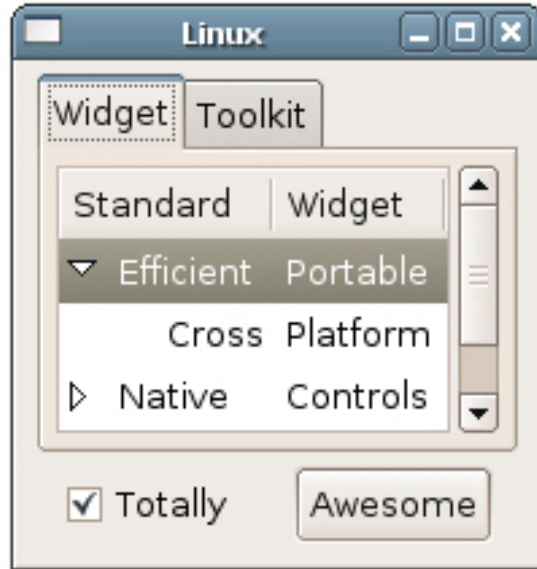 Linux
Widget Toolkit
Standard Widget
Efficient Portable
Cross Platform
Native Controls
Totally Awesome